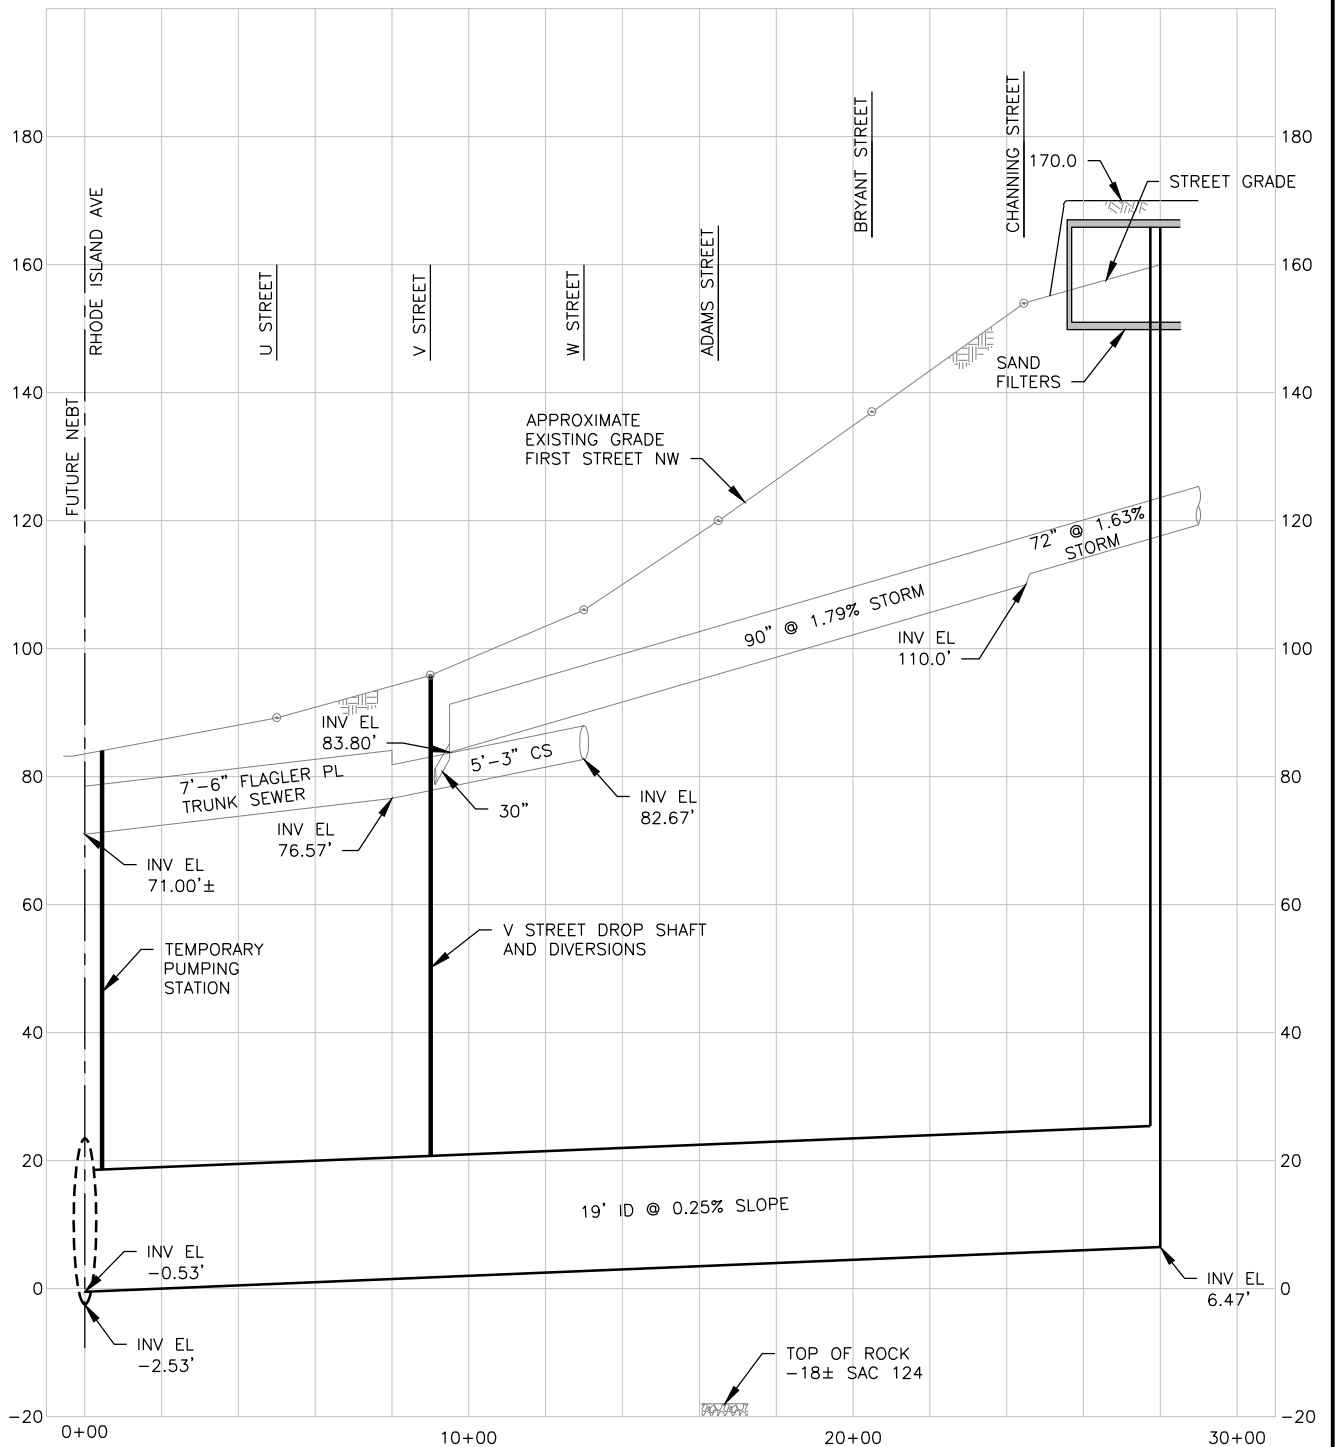 CHANNING STREET
BRYANT STREET
180
180
170.0
STREET GRADE
RHODE ISLAND AVE
ADAMS STREET
160
160
U STREET
V STREET
W STREET
SAND
FILTERS
140
140
FUTURE NEBT
APPROXIMATE
EXISTING GRADE
FIRST STREET NW
120
120
72" @ 1.63%
STORM
90" @ 1.79% STORM
INV EL
110.0'
100
100
INV EL
83.80'
5'-3" CS
7'-6" FLAGLER PL
TRUNK SEWER
80
80
30"
INV EL
82.67'
INV EL
76.57'
INV EL
71.00'±
60
60
V STREET DROP SHAFT
AND DIVERSIONS
TEMPORARY
PUMPING
STATION
40
40
20
20
19' ID @ 0.25% SLOPE
INV EL
-0.53'
0
0
INV EL
6.47'
INV EL
-2.53'
TOP OF ROCK
-18± SAC 124
-20
-20
0+00
10+00
20+00
30+00